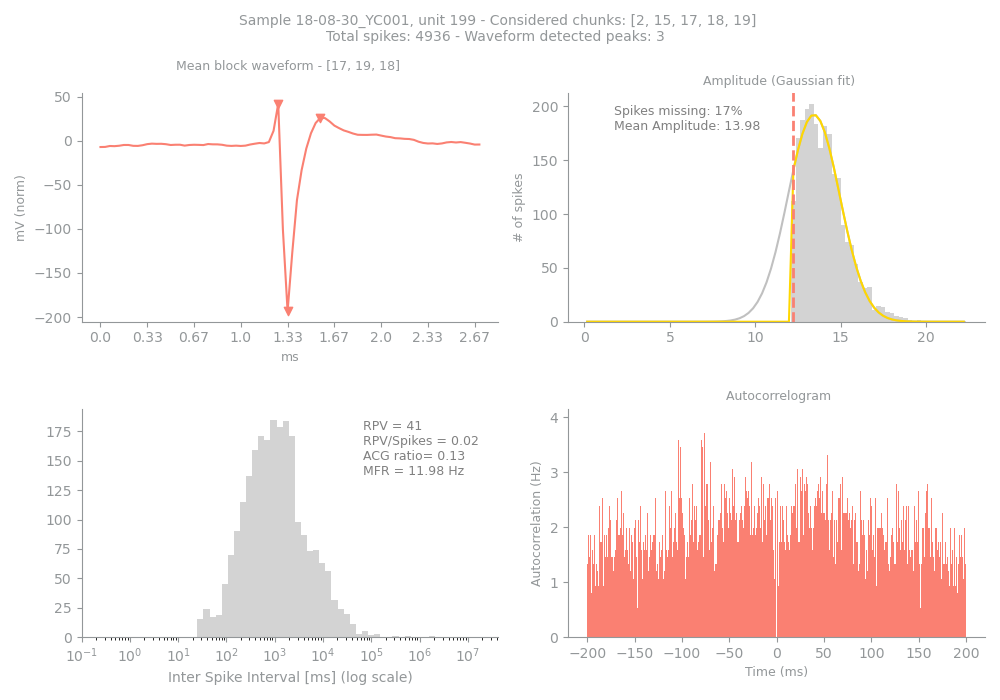 Sample 18-08-30_YC001, unit 199 - Considered chunks: [2, 15, 17, 18, 19]
Total spikes: 4936 - Waveform detected peaks: 3
Mean block waveform - [17, 19, 18]
50
0
−50
−100
−150
−200
mV (norm)
0.0 0.33 0.67 1.0 1.33 1.67 2.0 2.33 2.67
ms
Amplitude (Gaussian fit)
Spikes missing: 17%
Mean Amplitude: 13.98
200
150
100
50
0
# of spikes
0 5 10 15 20
RPV = 41
RPV/Spikes = 0.02
ACG ratio= 0.13
MFR = 11.98 Hz
175
150
125
100
75
50
25
0
10⁻¹ 10⁰ 10¹ 10² 10³ 10⁴ 10⁵ 10⁶ 10⁷
Inter Spike Interval [ms] (log scale)
Autocorrelogram
4
3
2
1
0
Autocorrelation (Hz)
−200 −150 −100 −50 0 50 100 150 200
Time (ms)